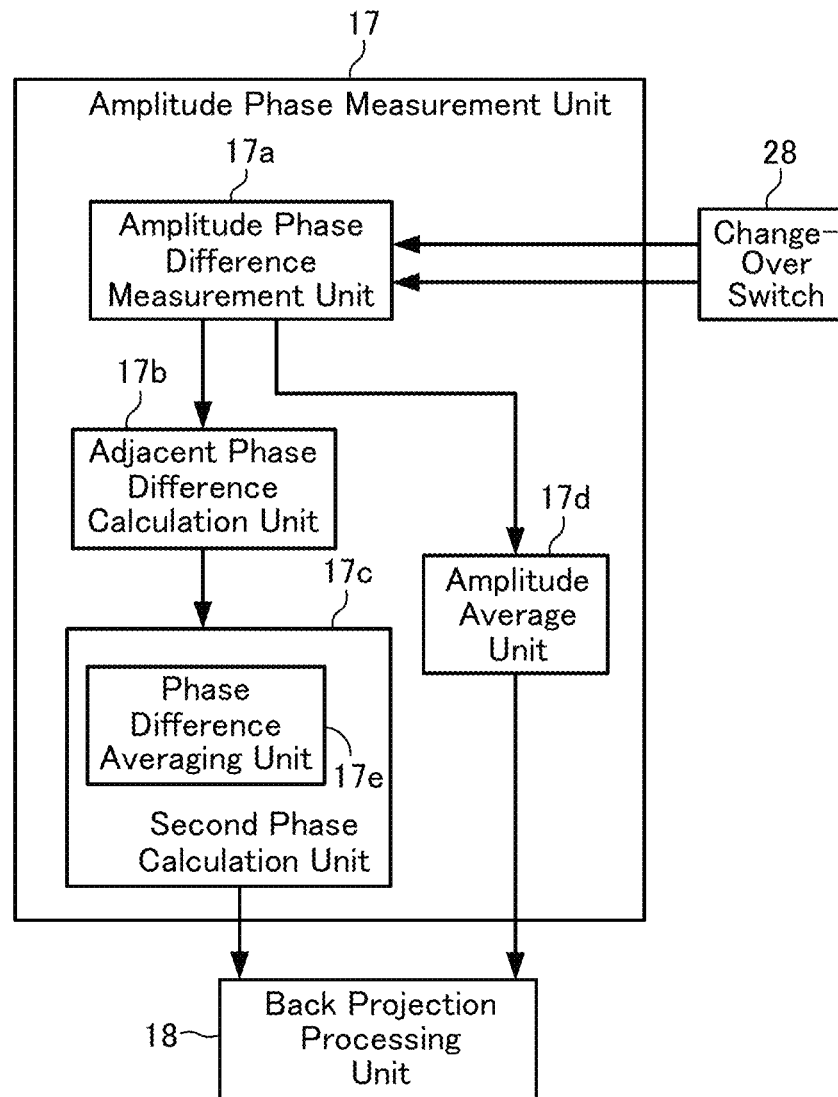 17
Amplitude Phase Measurement Unit
17a
28
Amplitude Phase
Difference
Measurement Unit
Change-
Over
Switch
17b
Adjacent Phase
Difference
Calculation Unit
17d
Amplitude
Average
Unit
17c
Phase
Difference
Averaging Unit
17e
Second Phase
Calculation Unit
18
Back Projection
Processing
Unit